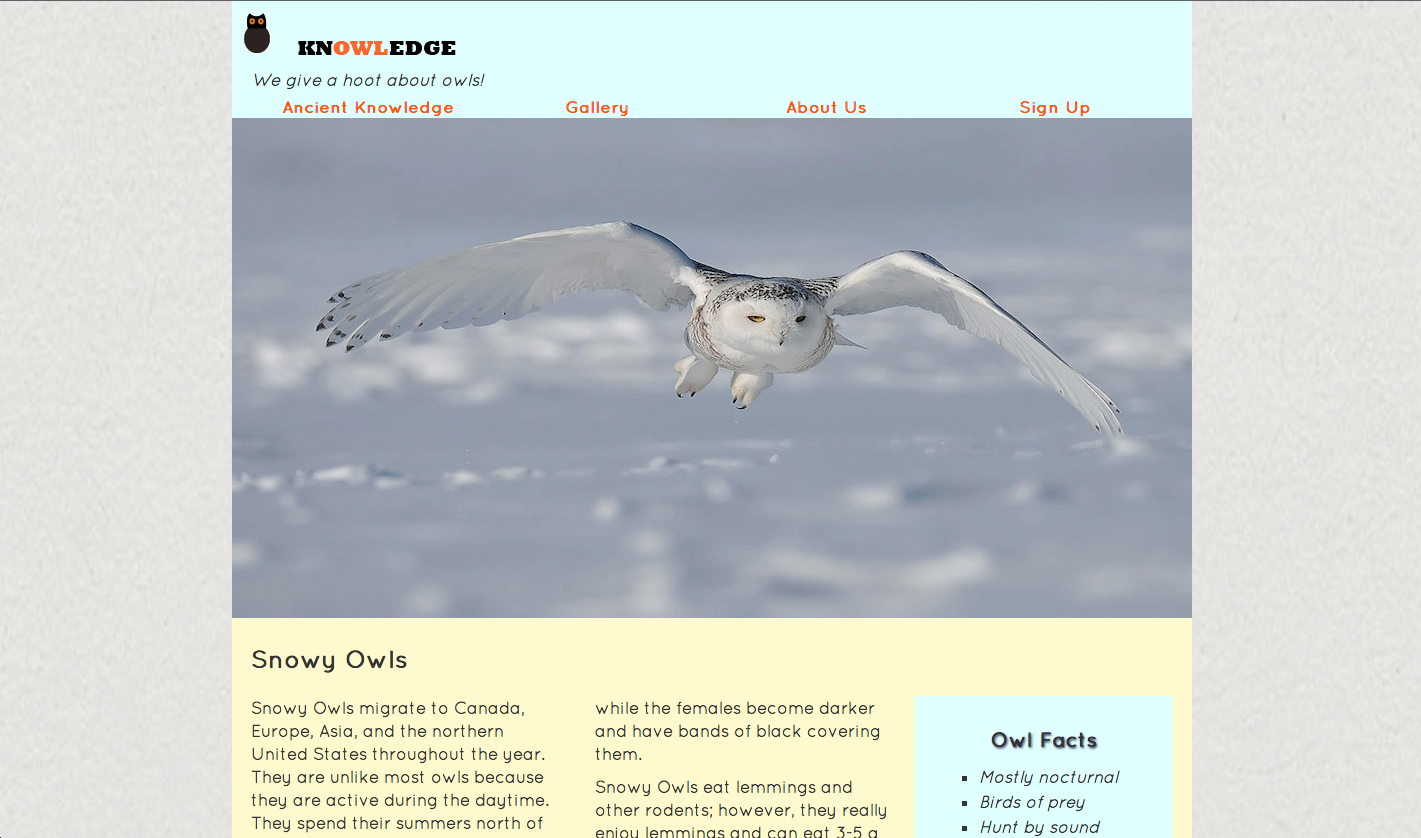 KNOWLEDGE
We give a hoot about owls!
Ancient Knowledge Gallery About Us Sign Up
Snowy Owls
Snowy Owls migrate to Canada,
Europe, Asia, and the northern
United States throughout the year.
They are unlike most owls because
they are active during the daytime.
They spend their summers north of
while the females become darker
and have bands of black covering
them.
Snowy Owls eat lemmings and
other rodents; however, they really
enjoy lemmings and can eat 3-5 a
Owl Facts
Mostly nocturnal
Birds of prey
Hunt by sound